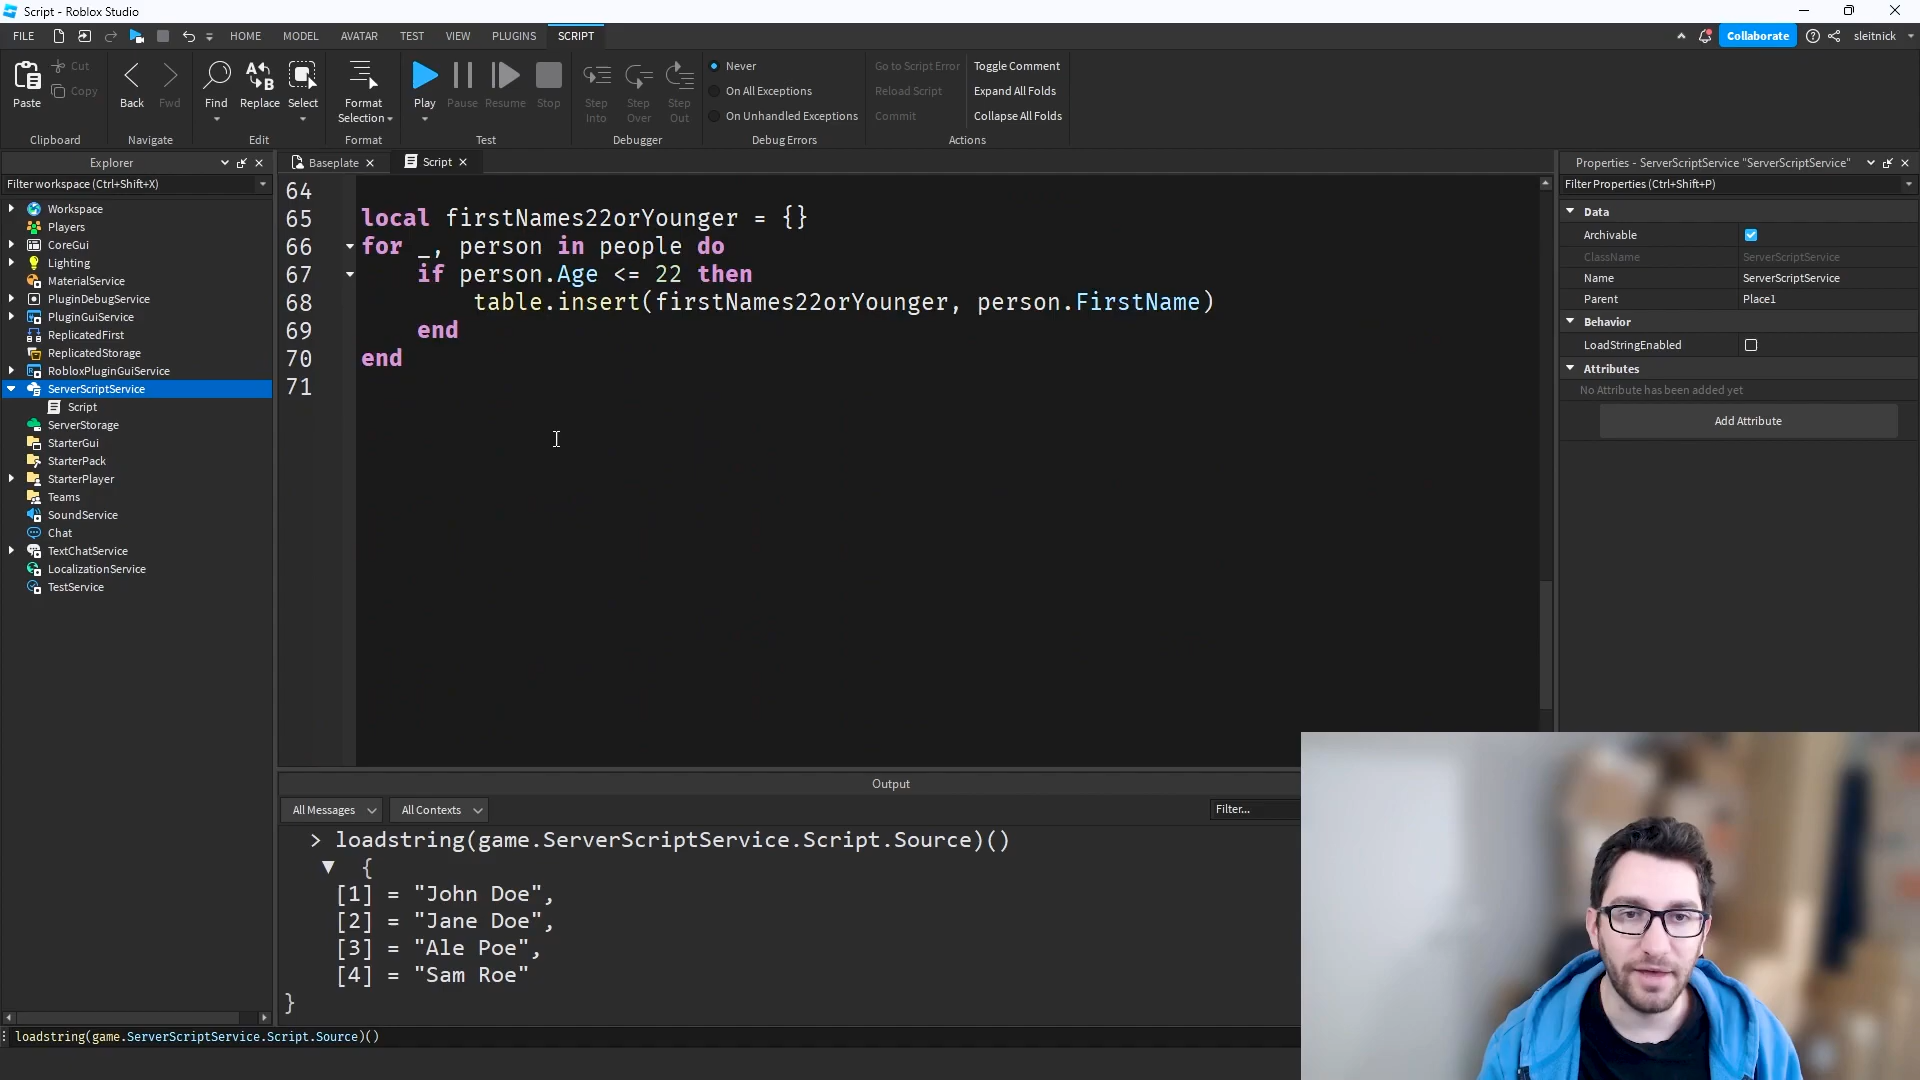 Script - Roblox Studio
FILE HOME MODEL AVATAR TEST VIEW PLUGINS SCRIPT Collaborate sleitnick
Paste Cut Copy Back Fwd Find Replace Select Format Selection Play Pause Resume Stop Step Into Step Over Step Out
Never
On All Exceptions
On Unhandled Exceptions
Go to Script Error
Reload Script
Commit
Toggle Comment
Expand All Folds
Collapse All Folds
Clipboard Navigate Edit Format Test Debugger Debug Errors Actions
Explorer
Filter workspace (Ctrl+Shift+X)
Workspace
Players
CoreGui
Lighting
MaterialService
PluginDebugService
PluginGuiService
ReplicatedFirst
ReplicatedStorage
RobloxPluginGuiService
ServerScriptService
Script
ServerStorage
StarterGui
StarterPack
StarterPlayer
Teams
SoundService
Chat
TextChatService
LocalizationService
TestService
Baseplate Script
64
65 local firstNames22orYounger = {}
66 for _, person in people do
67 if person.Age <= 22 then
68 table.insert(firstNames22orYounger, person.FirstName)
69 end
70 end
71
Properties - ServerScriptService "ServerScriptService"
Filter Properties (Ctrl+Shift+P)
Data
Archivable
ClassName ServerScriptService
Name ServerScriptService
Parent Place1
Behavior
LoadStringEnabled
Attributes
No Attribute has been added yet
Add Attribute
Output
All Messages All Contexts Filter...
> loadstring(game.ServerScriptService.Script.Source)()
▼ {
[1] = "John Doe",
[2] = "Jane Doe",
[3] = "Ale Poe",
[4] = "Sam Roe"
}
loadstring(game.ServerScriptService.Script.Source)()